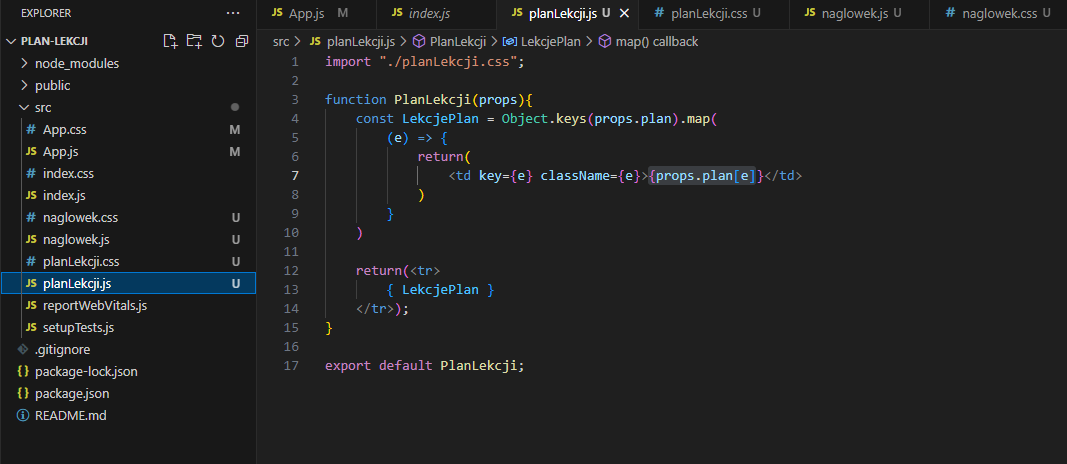 EXPLORER ...
PLAN-LEKCJI
node_modules
public
src
# App.css M
JS App.js M
# index.css
JS index.js
# naglowek.css U
JS naglowek.js U
# planLekcji.css U
JS planLekcji.js U
JS reportWebVitals.js
JS setupTests.js
.gitignore
{} package-lock.json
{} package.json
README.md
JS App.js M
JS index.js
JS planLekcji.js U
# planLekcji.css U
JS naglowek.js U
# naglowek.css U
src > JS planLekcji.js > PlanLekcji > LekcjePlan > map() callback
1 import "./planLekcji.css";
2
3 function PlanLekcji(props){
4     const LekcjePlan = Object.keys(props.plan).map(
5         (e) => {
6             return(
7                 <td key={e} className={e}>{props.plan[e]}</td>
8             )
9         }
10     )
11
12     return(<tr>
13         { LekcjePlan }
14     </tr>);
15 }
16
17 export default PlanLekcji;